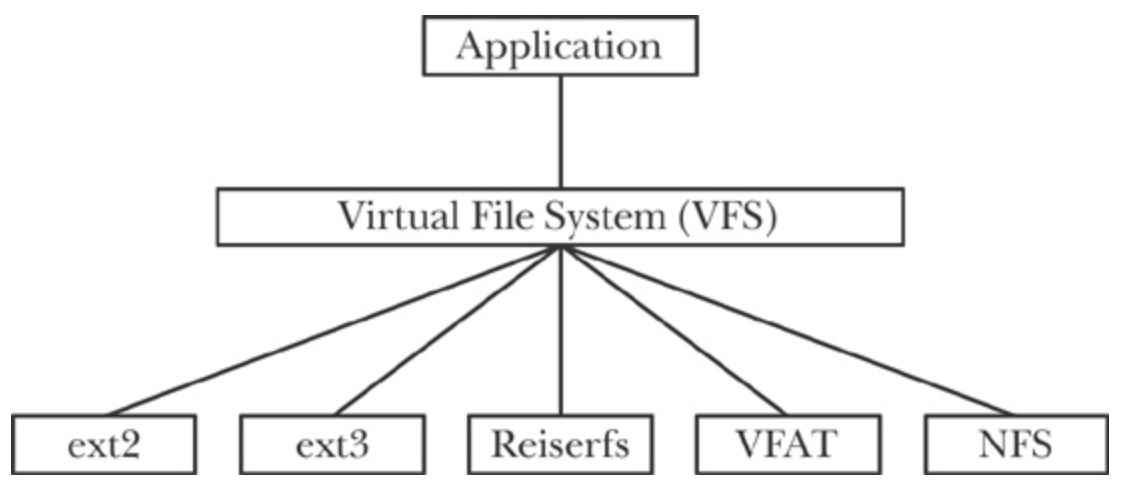 Application
Virtual File System (VFS)
ext2
ext3
Reiserfs
VFAT
NFS